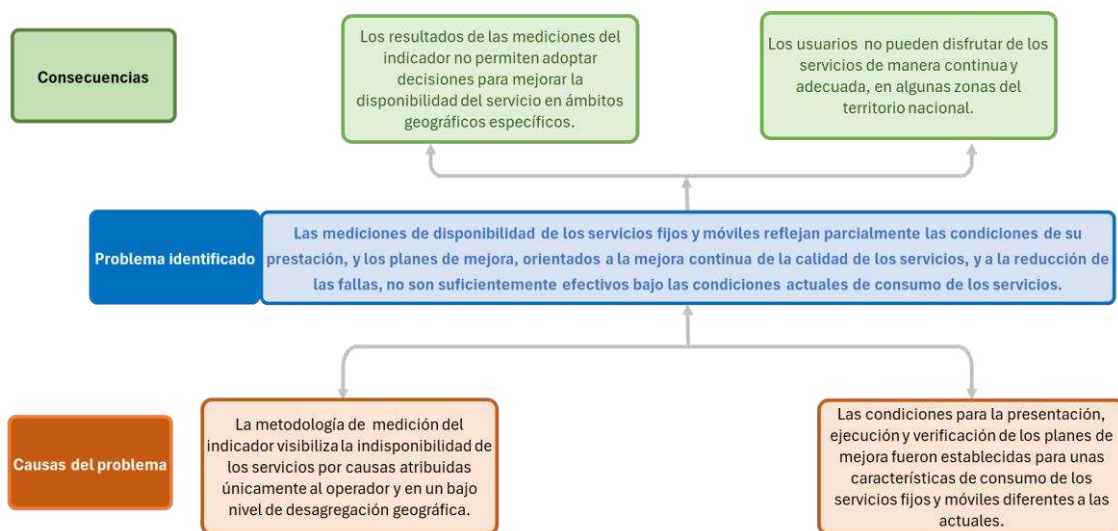 Consecuencias
Los resultados de las mediciones del
indicador no permiten adoptar
decisiones para mejorar la
disponibilidad del servicio en ámbitos
geográficos específicos.
Los usuarios no pueden disfrutar de los
servicios de manera continua y
adecuada, en algunas zonas del
territorio nacional.
Problema identificado
Las mediciones de disponibilidad de los servicios fijos y móviles reflejan parcialmente las condiciones de su
prestación, y los planes de mejora, orientados a la mejora continua de la calidad de los servicios, y a la reducción de
las fallas, no son suficientemente efectivos bajo las condiciones actuales de consumo de los servicios.
Causas del problema
La metodología de medición del
indicador visibiliza la indisponibilidad de
los servicios por causas atribuidas
únicamente al operador y en un bajo
nivel de desagregación geográfica.
Las condiciones para la presentación,
ejecución y verificación de los planes de
mejora fueron establecidas para unas
características de consumo de los
servicios fijos y móviles diferentes a las
actuales.